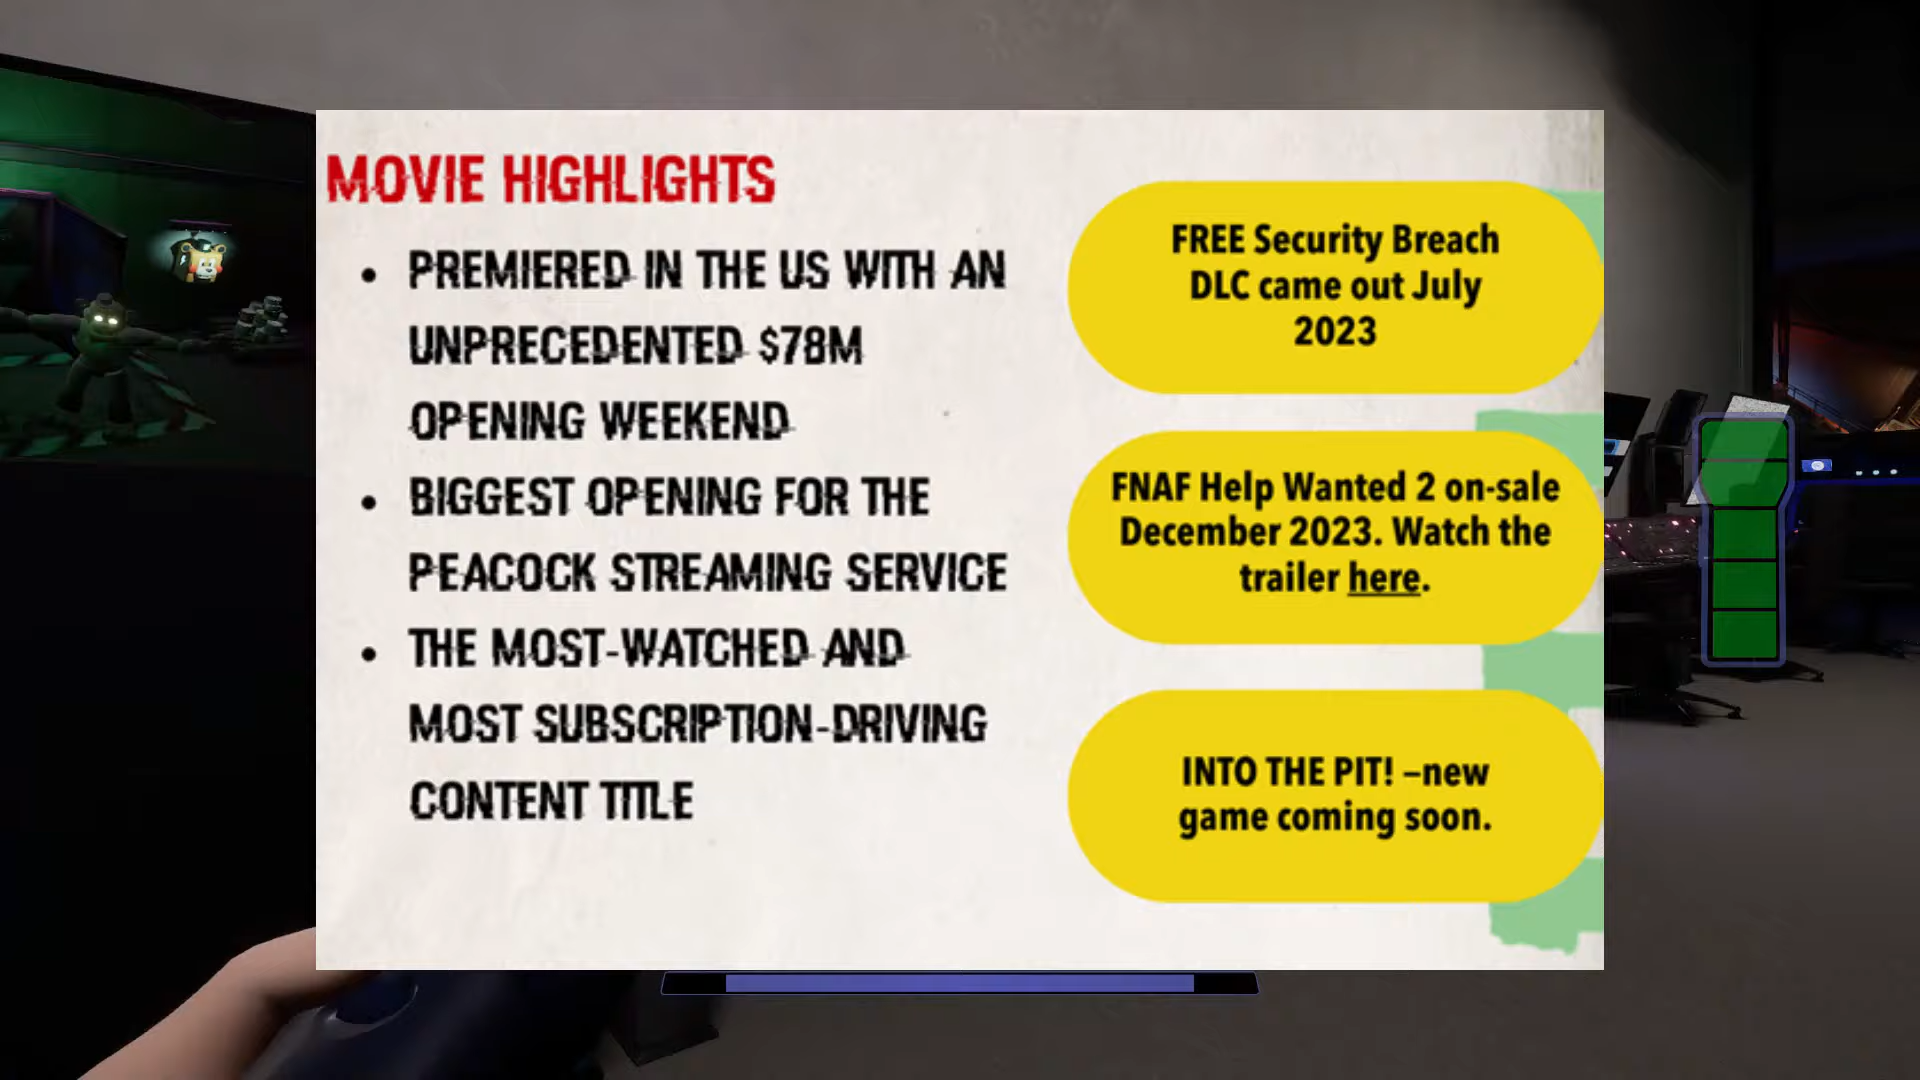 MOVIE HIGHLIGHTS
• PREMIERED IN THE US WITH AN
UNPRECEDENTED $78M
OPENING WEEKEND
• BIGGEST OPENING FOR THE
PEACOCK STREAMING SERVICE
• THE MOST-WATCHED AND
MOST SUBSCRIPTION-DRIVING
CONTENT TITLE
FREE Security Breach
DLC came out July
2023
FNAF Help Wanted 2 on-sale
December 2023. Watch the
trailer here.
INTO THE PIT! –new
game coming soon.